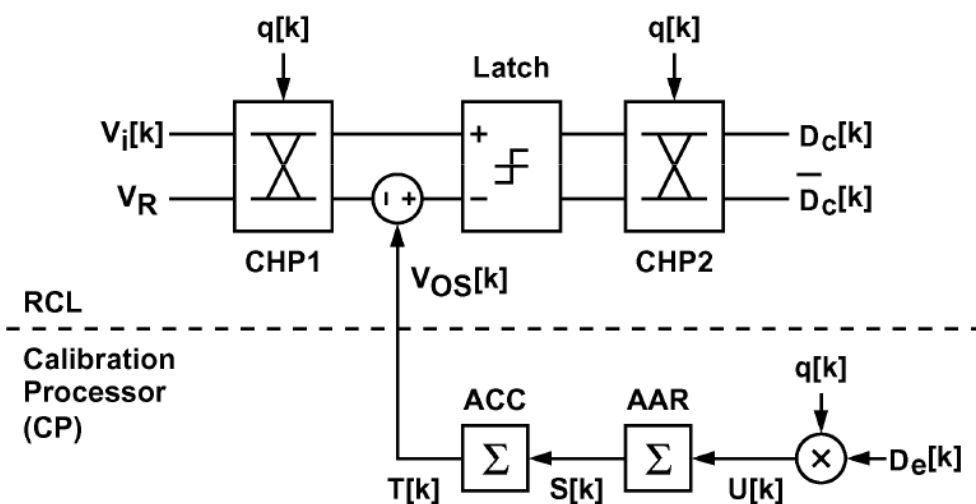 q[k]
q[k]
Latch
V_i[k]
+
D_c[k]
V_R
−
+
−
D̅_c[k]
CHP1
CHP2
V_OS[k]
RCL
Calibration
Processor
(CP)
q[k]
ACC
AAR
Σ
Σ
×
D_e[k]
T[k]
S[k]
U[k]